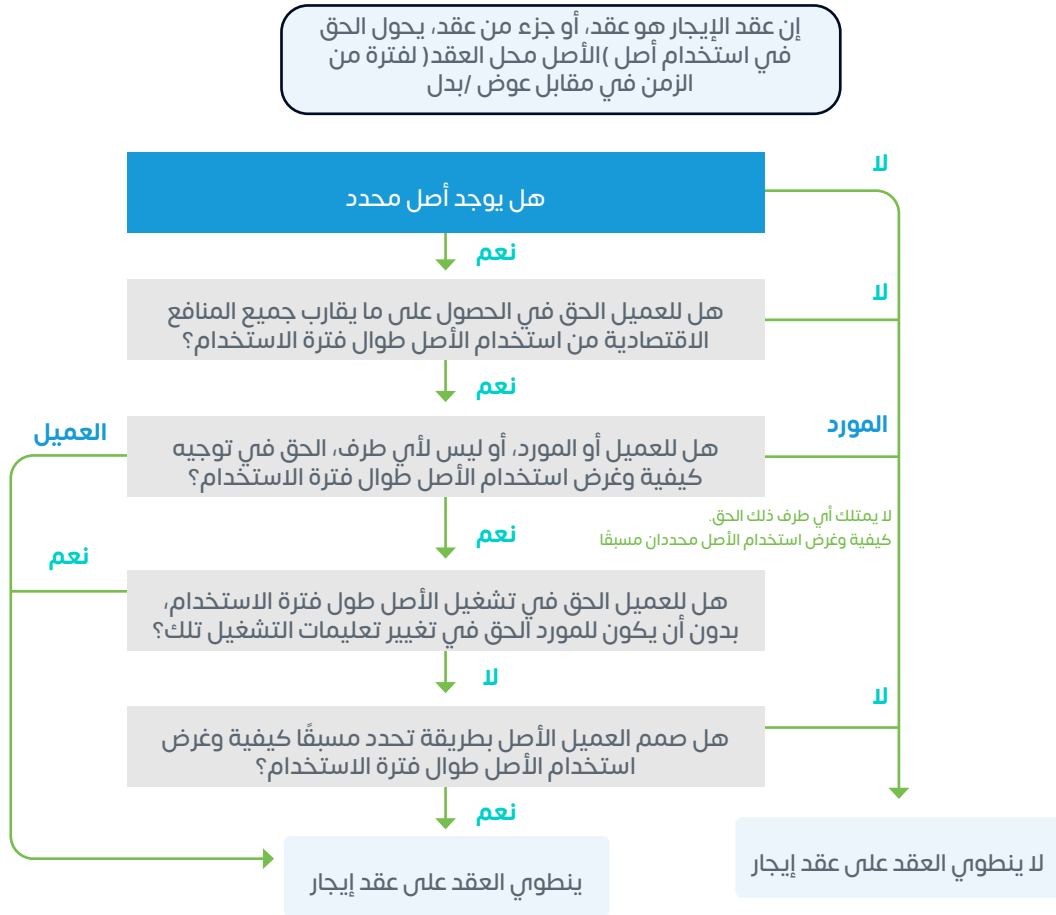 إن عقد الإيجار هو عقد، أو جزء من عقد، يحول الحق
في استخدام أصل )الأصل محل العقد( لفترة من
الزمن في مقابل عوض /بدل
لا
هل يوجد أصل محدد
نعم
لا
هل للعميل الحق في الحصول على ما يقارب جميع المنافع
الاقتصادية من استخدام الأصل طوال فترة الاستخدام؟
نعم
المورد
العميل
هل للعميل أو المورد، أو ليس لأي طرف، الحق في توجيه
كيفية وغرض استخدام الأصل طوال فترة الاستخدام؟
لا يمتلك أي طرف ذلك الحق.
كيفية وغرض استخدام الأصل محددان مسبقًا
نعم
نعم
هل للعميل الحق في تشغيل الأصل طول فترة الاستخدام،
بدون أن يكون للمورد الحق في تغيير تعليمات التشغيل تلك؟
لا
لا
هل صمم العميل الأصل بطريقة تحدد مسبقًا كيفية وغرض
استخدام الأصل طوال فترة الاستخدام؟
نعم
لا ينطوي العقد على عقد إيجار
ينطوي العقد على عقد إيجار